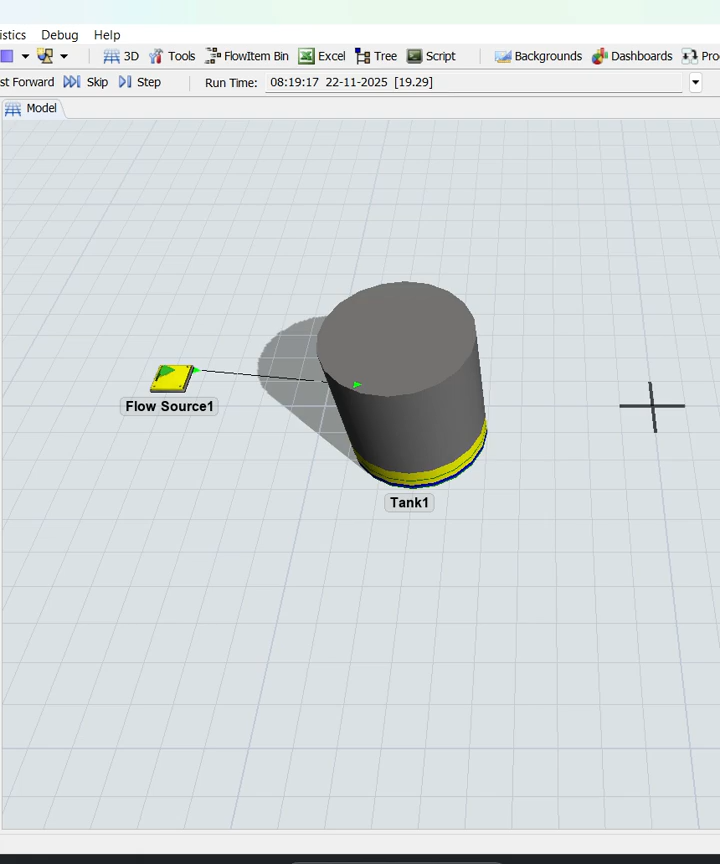 istics Debug Help
3D Tools FlowItem Bin Excel Tree Script Backgrounds Dashboards Pro
st Forward Skip Step Run Time: 08:19:17 22-11-2025 [19.29]
Model
Flow Source1
Tank1